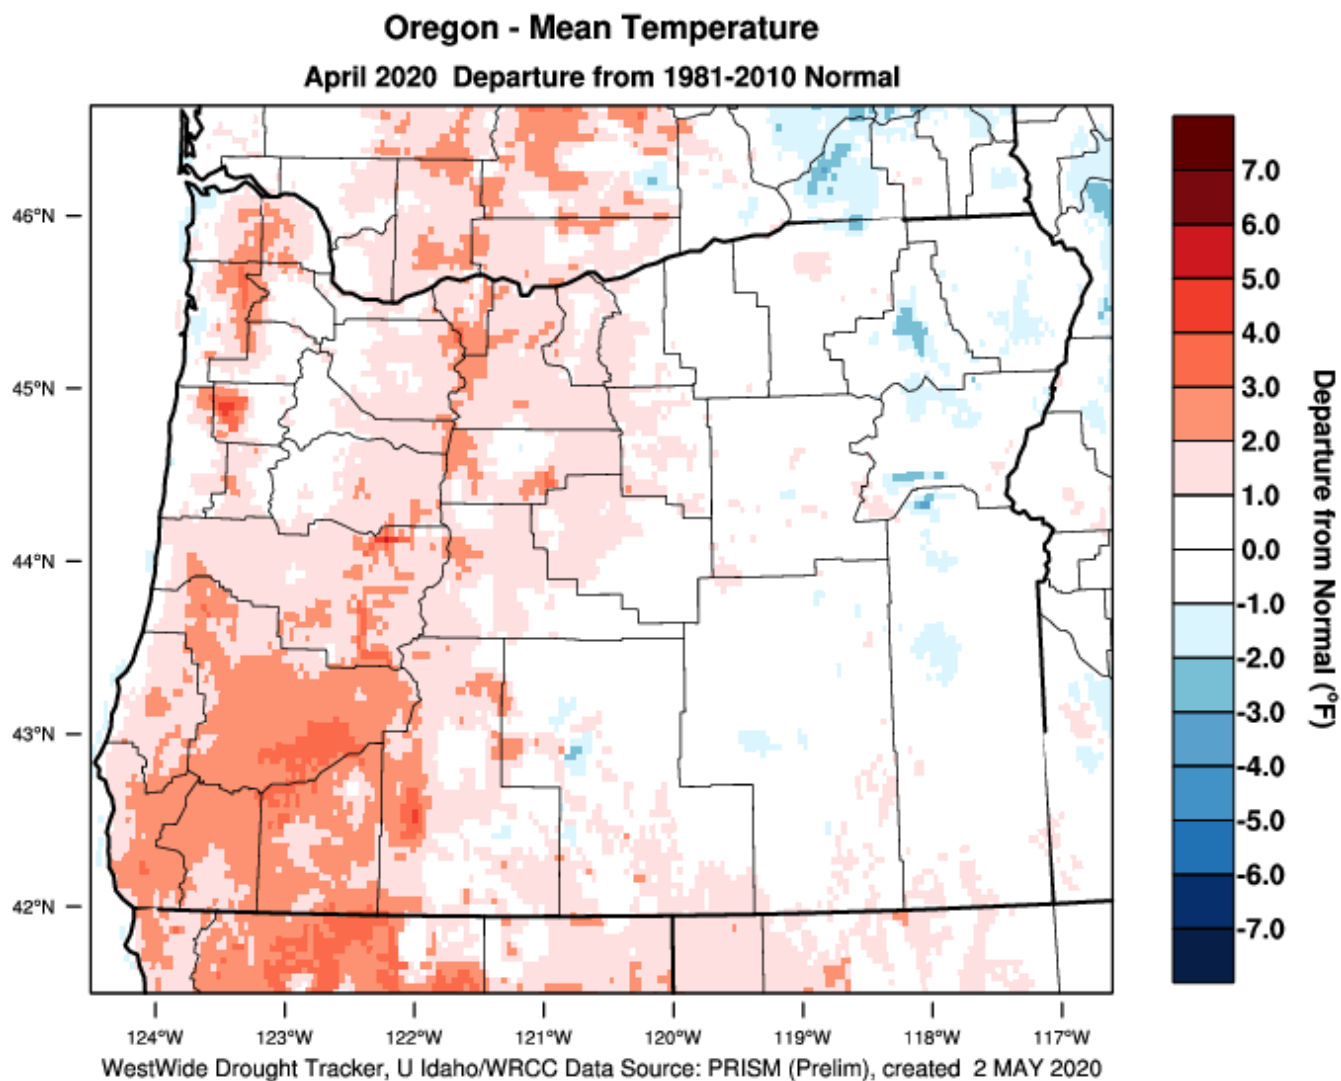 Oregon - Mean Temperature
April 2020 Departure from 1981-2010 Normal
46°N
45°N
44°N
43°N
42°N
124°W
123°W
122°W
121°W
120°W
119°W
118°W
117°W
7.0
6.0
5.0
4.0
3.0
2.0
1.0
0.0
-1.0
-2.0
-3.0
-4.0
-5.0
-6.0
-7.0
Departure from Normal (°F)
WestWide Drought Tracker, U Idaho/WRCC Data Source: PRISM (Prelim), created 2 MAY 2020